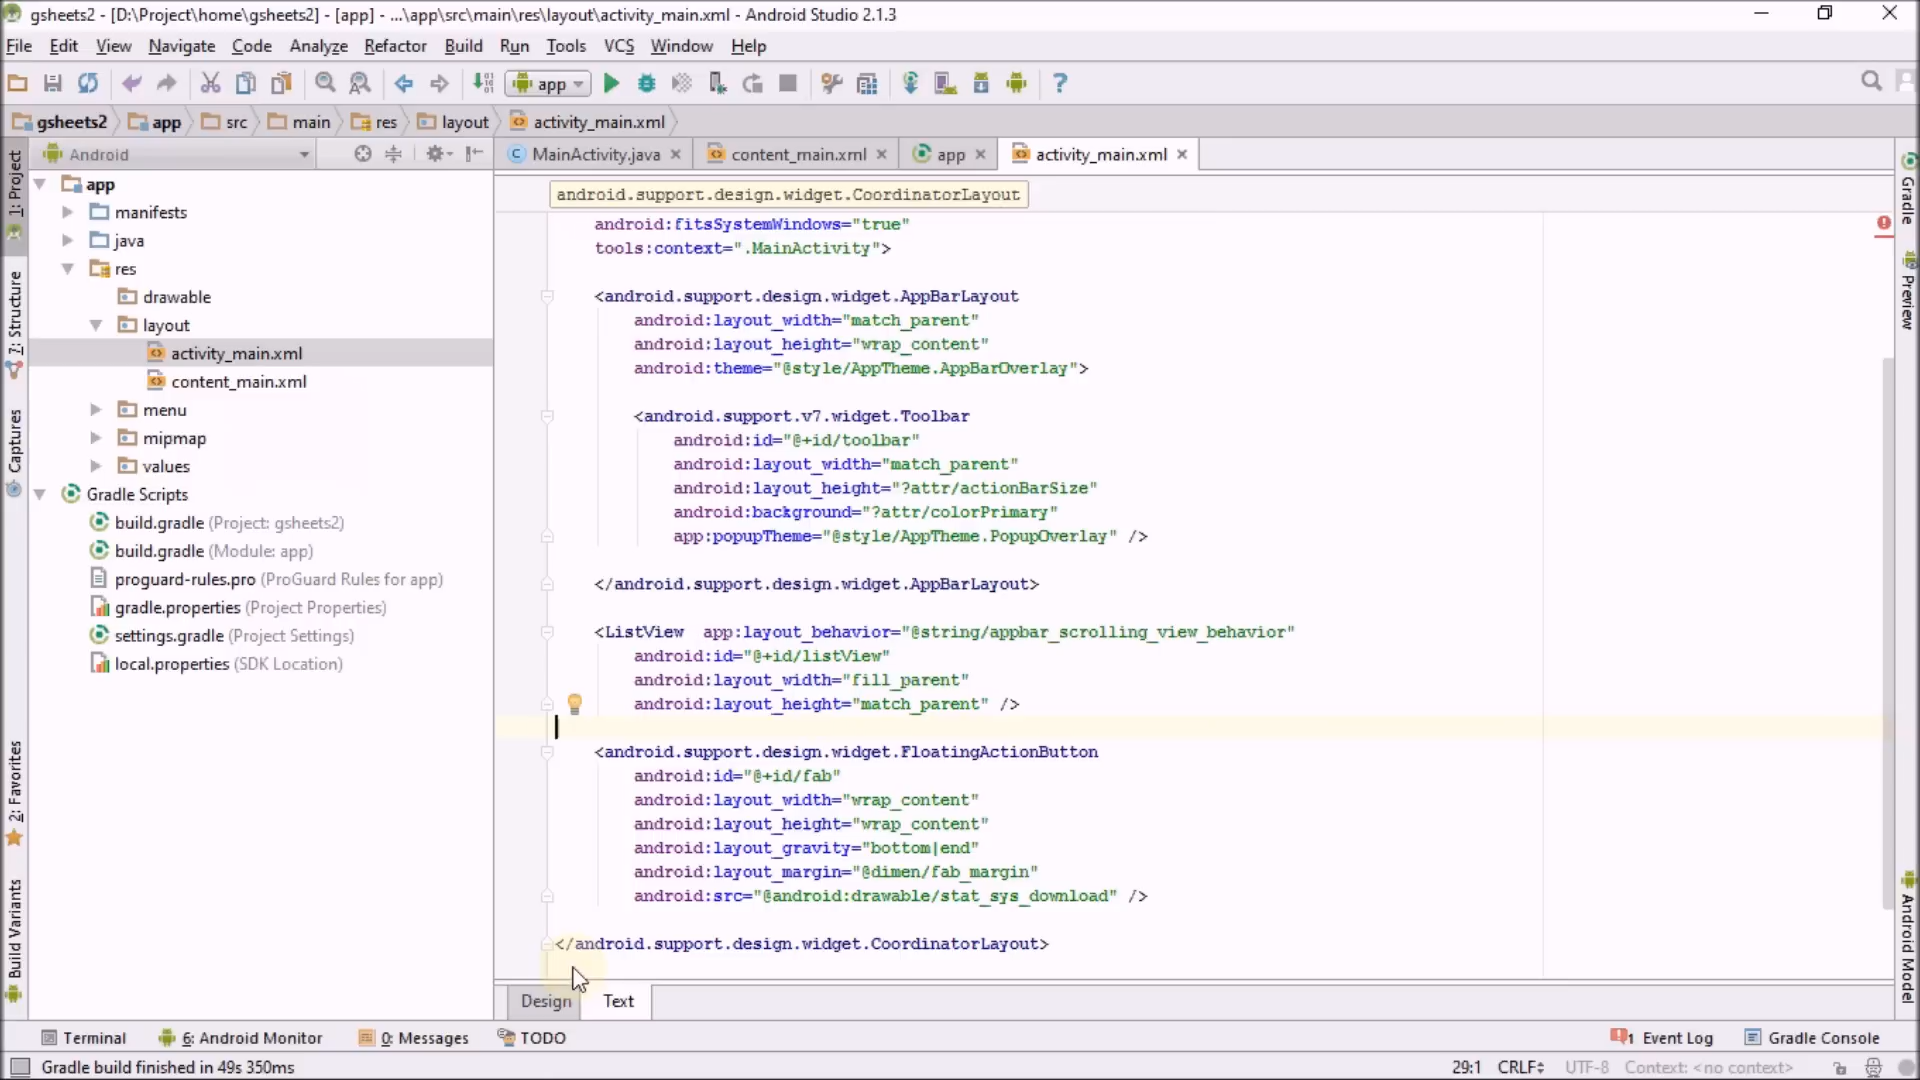 gsheets2 - [D:\Project\home\gsheets2] - [app] - ...\app\src\main\res\layout\activity_main.xml - Android Studio 2.1.3
File Edit View Navigate Code Analyze Refactor Build Run Tools VCS Window Help
app
gsheets2 app src main res layout activity_main.xml
Android
MainActivity.java content_main.xml app activity_main.xml
1: Project
7: Structure
Captures
2: Favorites
Build Variants
app
manifests
java
res
drawable
layout
activity_main.xml
content_main.xml
menu
mipmap
values
Gradle Scripts
build.gradle (Project: gsheets2)
build.gradle (Module: app)
proguard-rules.pro (ProGuard Rules for app)
gradle.properties (Project Properties)
settings.gradle (Project Settings)
local.properties (SDK Location)
android.support.design.widget.CoordinatorLayout
android:fitsSystemWindows="true"
tools:context=".MainActivity">
<android.support.design.widget.AppBarLayout
android:layout_width="match_parent"
android:layout_height="wrap_content"
android:theme="@style/AppTheme.AppBarOverlay">
<android.support.v7.widget.Toolbar
android:id="@+id/toolbar"
android:layout_width="match_parent"
android:layout_height="?attr/actionBarSize"
android:background="?attr/colorPrimary"
app:popupTheme="@style/AppTheme.PopupOverlay" />
</android.support.design.widget.AppBarLayout>
<ListView app:layout_behavior="@string/appbar_scrolling_view_behavior"
android:id="@+id/listView"
android:layout_width="fill_parent"
android:layout_height="match_parent" />
<android.support.design.widget.FloatingActionButton
android:id="@+id/fab"
android:layout_width="wrap_content"
android:layout_height="wrap_content"
android:layout_gravity="bottom|end"
android:layout_margin="@dimen/fab_margin"
android:src="@android:drawable/stat_sys_download" />
</android.support.design.widget.CoordinatorLayout>
Design Text
Gradle
Preview
Android Model
Terminal 6: Android Monitor 0: Messages TODO 1 Event Log Gradle Console
Gradle build finished in 49s 350ms 29:1 CRLF UTF-8 Context: <no context>